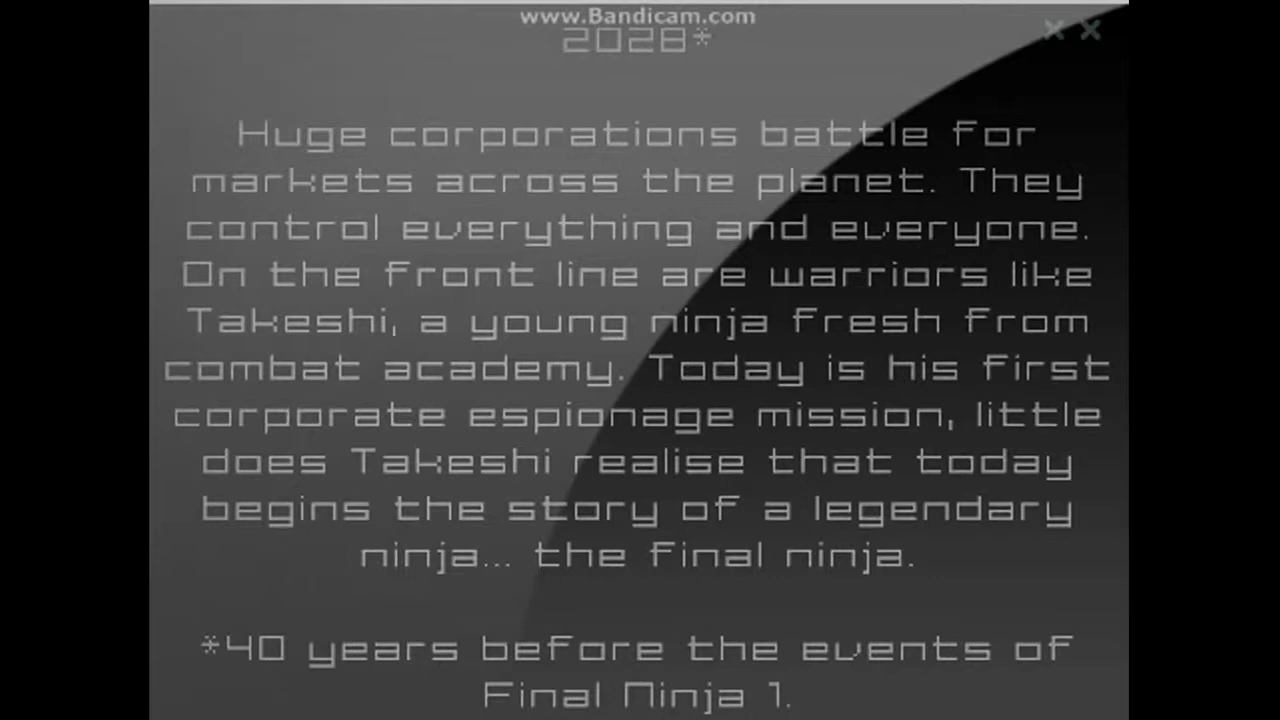 www.Bandicam.com
2028*
Huge corporations battle for
markets across the planet. They
control everything and everyone.
On the front line are warriors like
Takeshi, a young ninja fresh from
combat academy. Today is his first
corporate espionage mission, little
does Takeshi realise that today
begins the story of a legendary
ninja... the final ninja.
*40 years before the events of
Final Ninja 1.